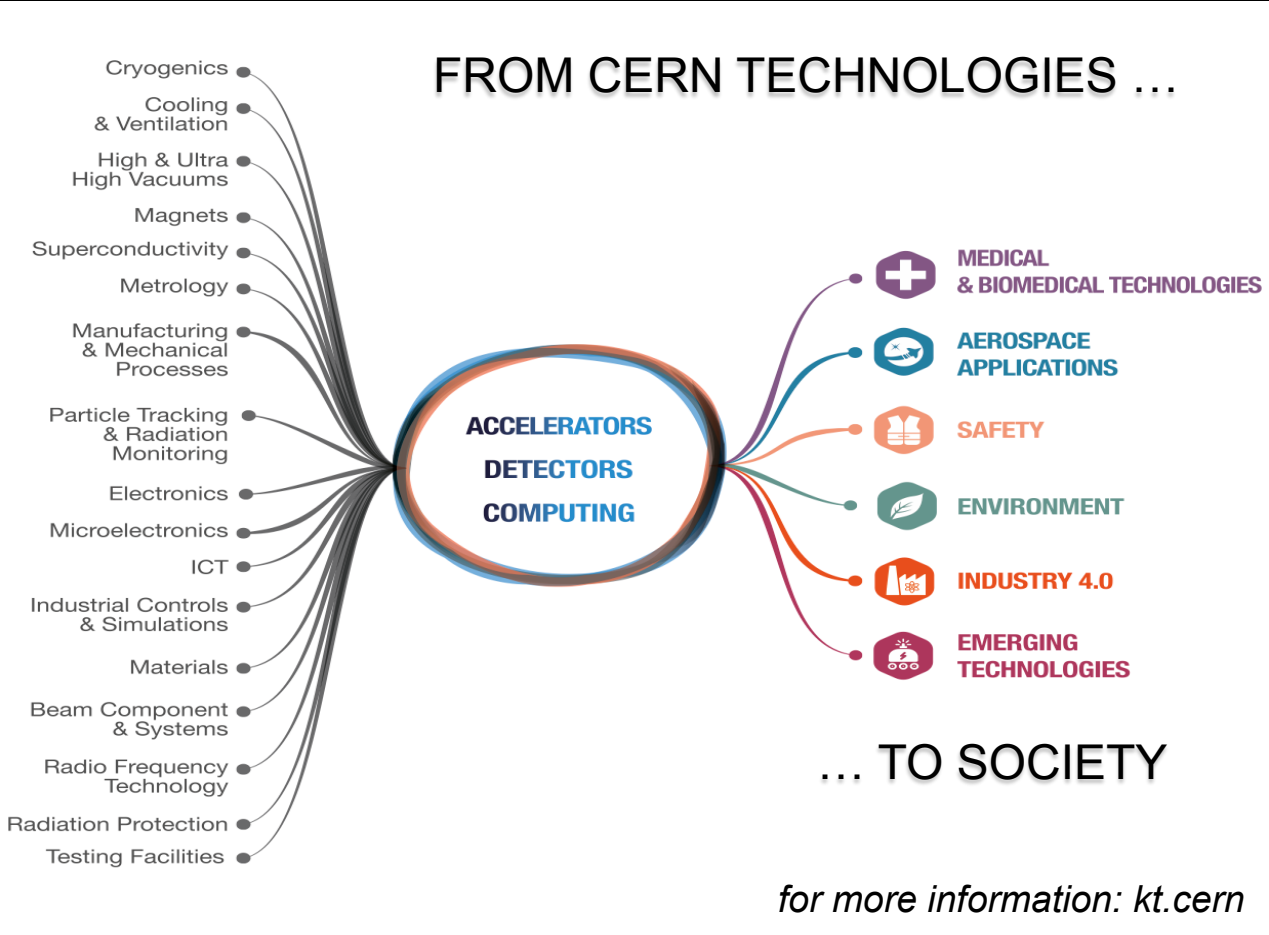 FROM CERN TECHNOLOGIES …
Cryogenics
Cooling
& Ventilation
High & Ultra
High Vacuums
Magnets
Superconductivity
Metrology
Manufacturing
& Mechanical
Processes
Particle Tracking
& Radiation
Monitoring
Electronics
Microelectronics
ICT
Industrial Controls
& Simulations
Materials
Beam Component
& Systems
Radio Frequency
Technology
Radiation Protection
Testing Facilities
ACCELERATORS
DETECTORS
COMPUTING
MEDICAL
& BIOMEDICAL TECHNOLOGIES
AEROSPACE
APPLICATIONS
SAFETY
ENVIRONMENT
INDUSTRY 4.0
EMERGING
TECHNOLOGIES
… TO SOCIETY
for more information: kt.cern